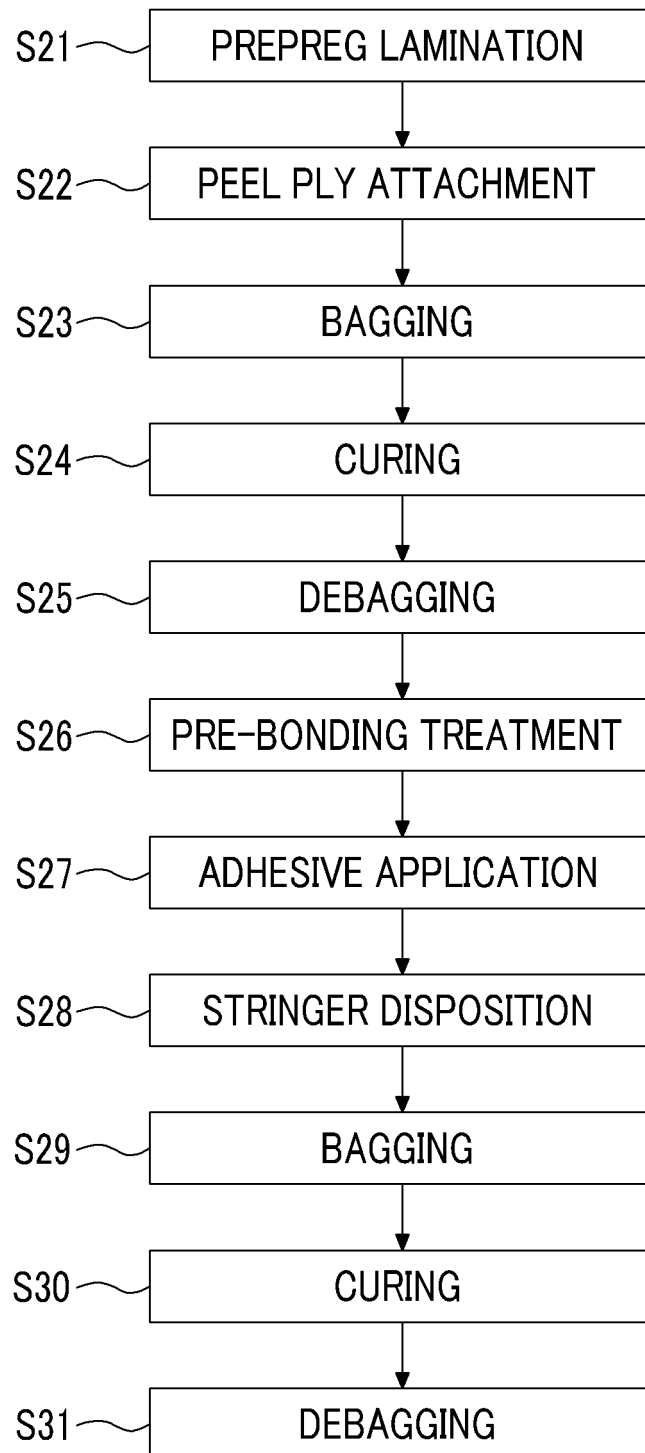 S21 PREPREG LAMINATION
S22 PEEL PLY ATTACHMENT
S23 BAGGING
S24 CURING
S25 DEBAGGING
S26 PRE-BONDING TREATMENT
S27 ADHESIVE APPLICATION
S28 STRINGER DISPOSITION
S29 BAGGING
S30 CURING
S31 DEBAGGING